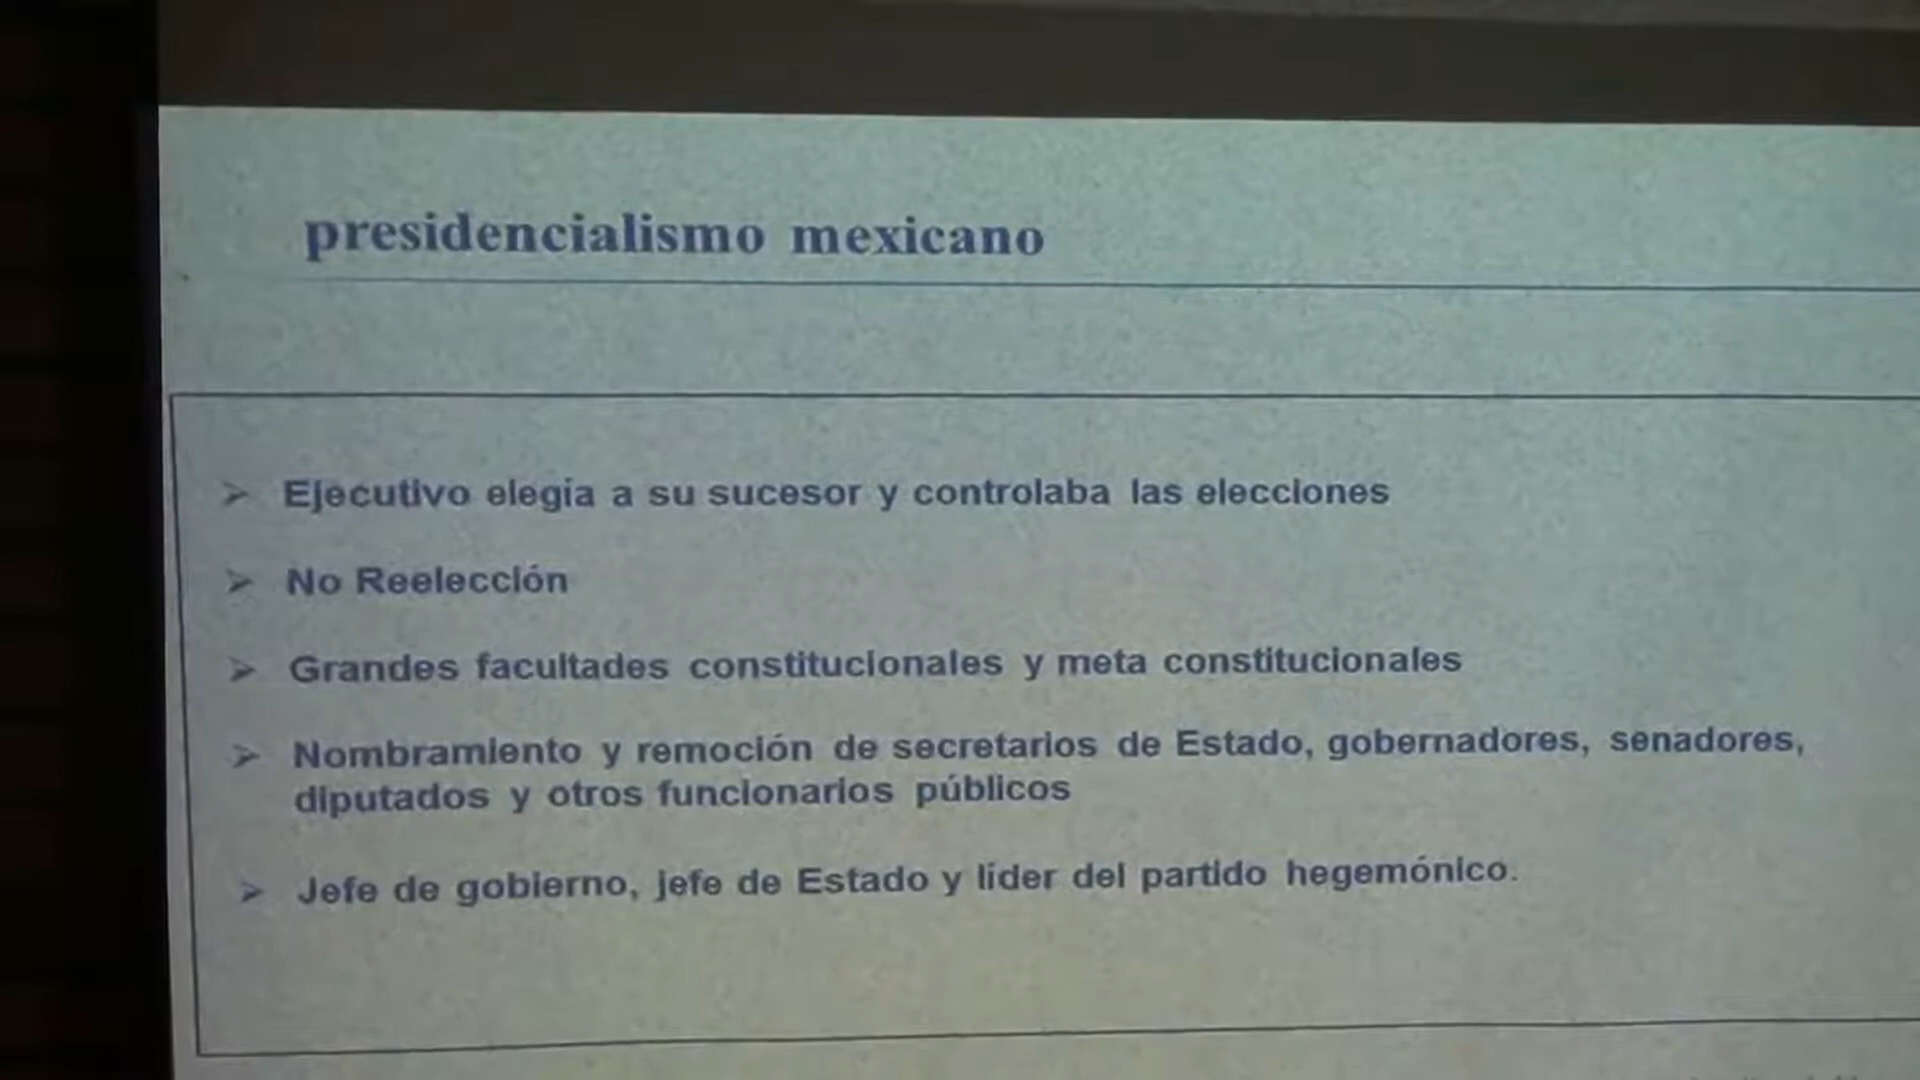 presidencialismo mexicano
➢ Ejecutivo elegía a su sucesor y controlaba las elecciones
➢ No Reelección
➢ Grandes facultades constitucionales y meta constitucionales
➢ Nombramiento y remoción de secretarios de Estado, gobernadores, senadores,
diputados y otros funcionarios públicos
➢ Jefe de gobierno, jefe de Estado y líder del partido hegemónico.